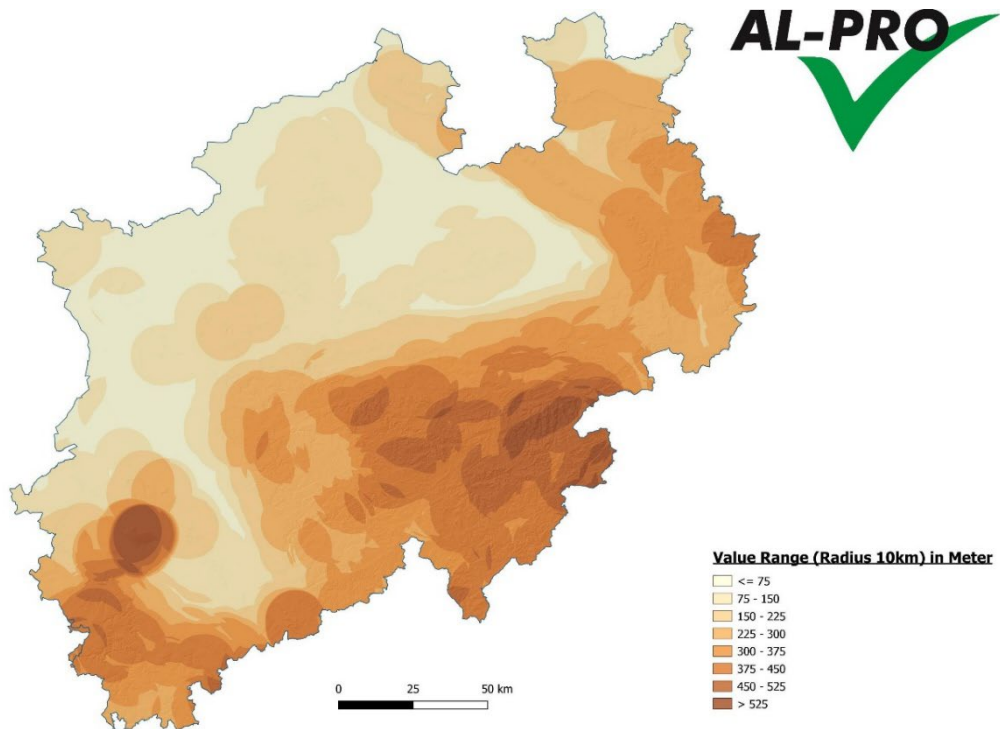 AL-PRO
Value Range (Radius 10km) in Meter
<= 75
75 - 150
150 - 225
225 - 300
300 - 375
375 - 450
450 - 525
> 525
0 25 50 km